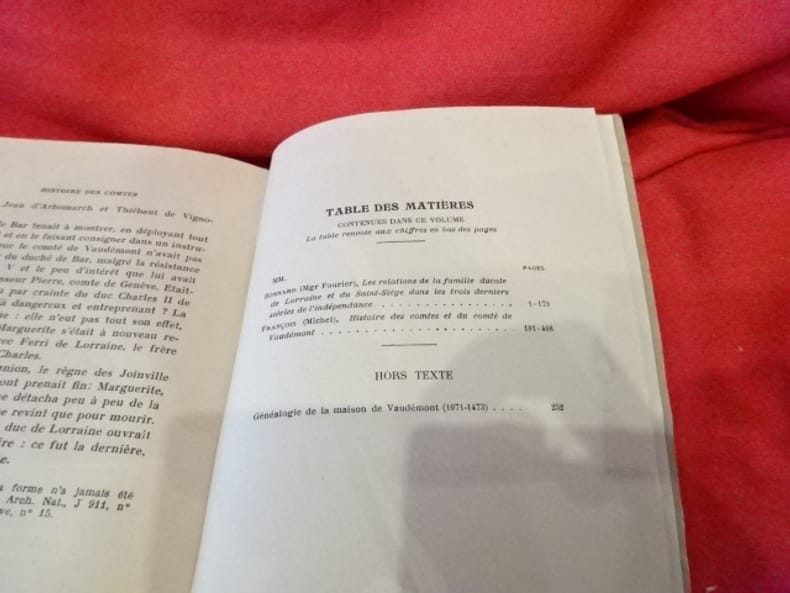 HISTOIRE DES COMTES
Jean d'Arbomarch et Thiébaut de Vigno-
le Bar tenait à montrer, en déployant tout
et en le faisant consigner dans un instru-
que le comté de Vaudémont n'avait pas
du duché de Bar, malgré la résistance
V et le peu d'intérêt que lui avait
sseur Pierre, comte de Genève. Etait-
a par crainte du duc Charles II de
à dangereux et entreprenant ? La
ne : elle n'eut pas tout son effet,
Marguerite s'était à nouveau re-
ec Ferri de Lorraine, le frère
Charles.
union, le règne des Joinville
ont prenait fin: Marguerite,
e détacha peu à peu de la
e revint que pour mourir.
duc de Lorraine ouvrait
ire : ce fut la dernière,
e.
a forme n'a jamais été
Arch. Nat., J 911, n°
ve, n° 15.
TABLE DES MATIÈRES
CONTENUES DANS CE VOLUME
La table renvoie aux chiffres en bas des pages
PAGES
MM.
(Mgr Fourier), Les relations de la famille ducale
de Lorraine et du Saint-Siège dans les trois derniers
siècles de l'indépendance . . . . . . . . . . . . 1-179
FRANÇOIS (Michel), Histoire des comtes et du comté de
Vaudémont . . . . . . . . . . . . . . . . . . 181-408
HORS TEXTE
Généalogie de la maison de Vaudémont (1071-1473) . . . . 252